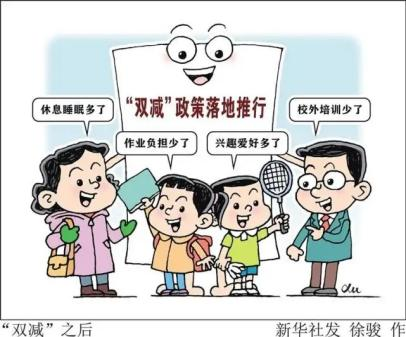 “双减”政策落地推行
休息睡眠多了
校外培训少了
作业负担少了
兴趣爱好多了
“双减”之后
新华社发 徐骏 作